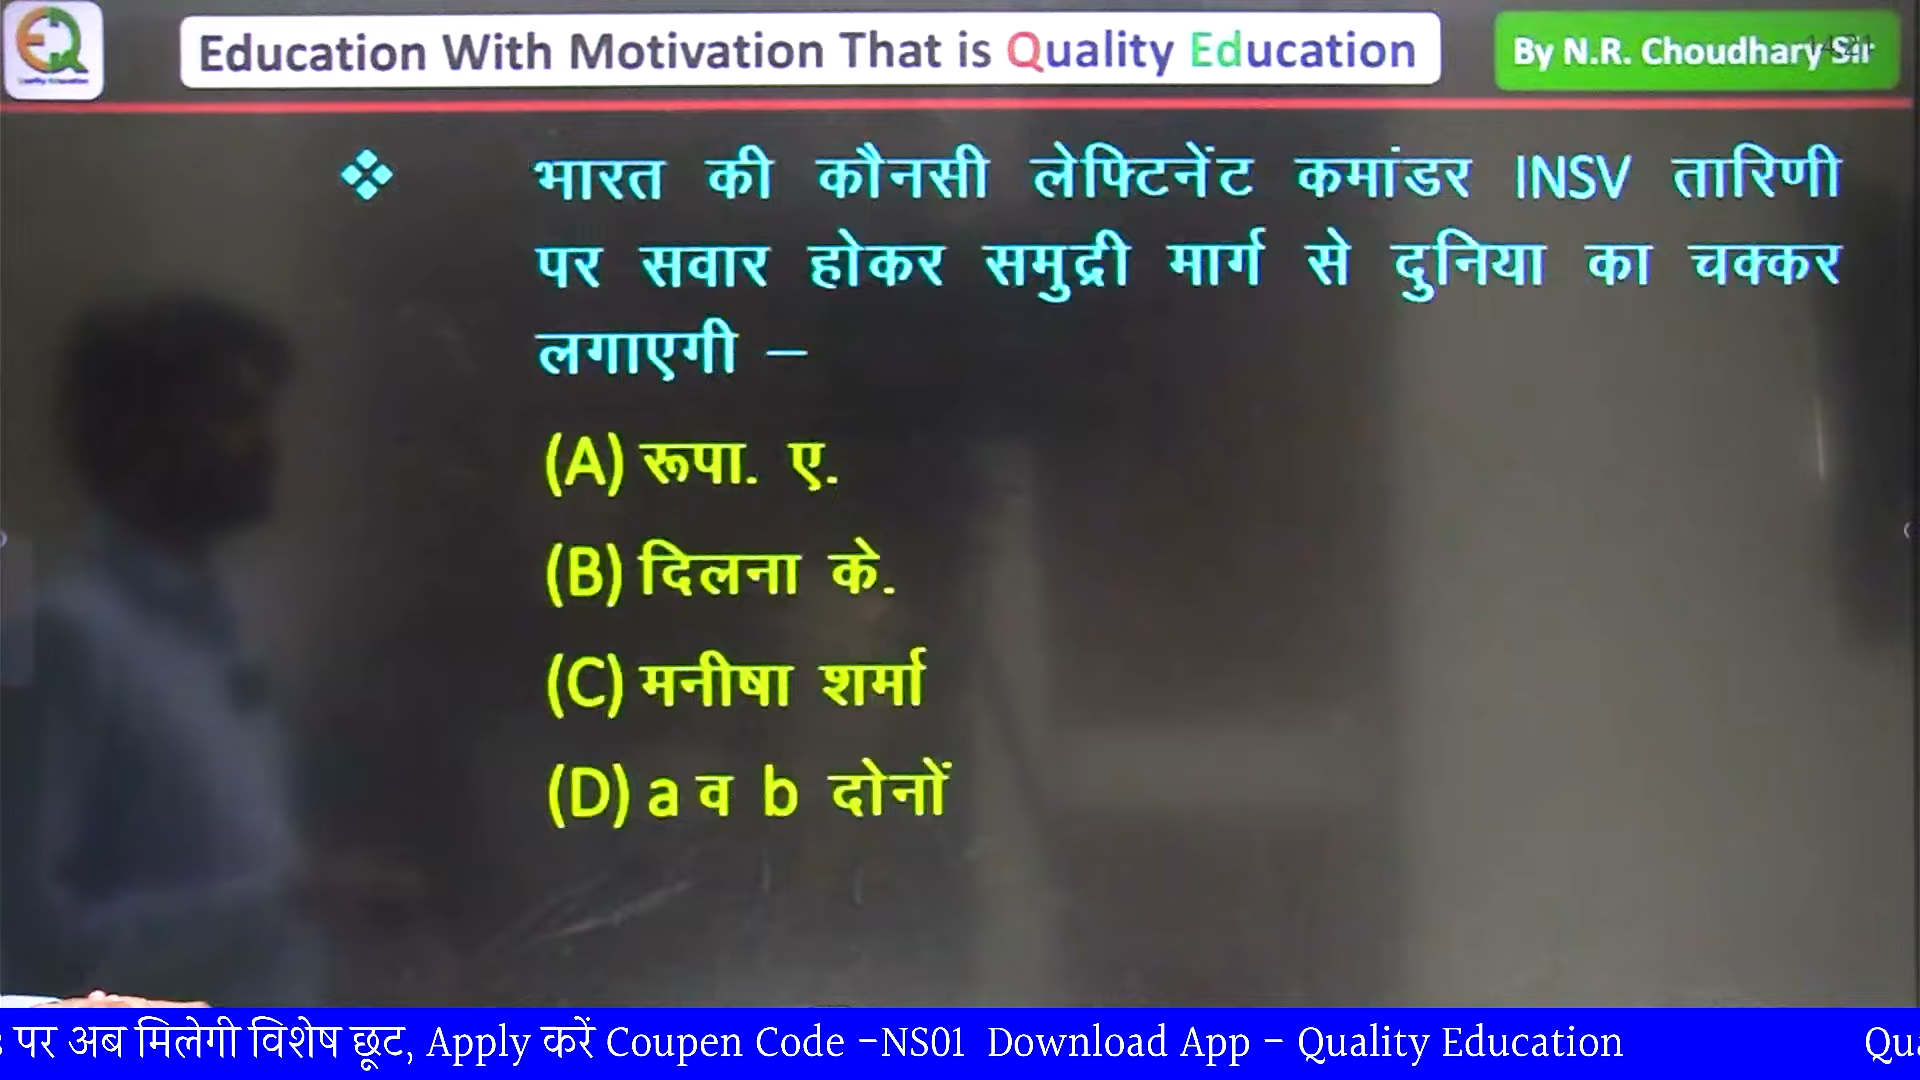 Education With Motivation That is Quality Education
By N.R. Choudhary Sir
❖ भारत की कौनसी लेफ्टिनेंट कमांडर INSV तारिणी
पर सवार होकर समुद्री मार्ग से दुनिया का चक्कर
लगाएगी –
(A) रूपा. ए.
(B) दिलना के.
(C) मनीषा शर्मा
(D) a व b दोनों
पर अब मिलेगी विशेष छूट, Apply करें Coupen Code -NS01 Download App - Quality Education